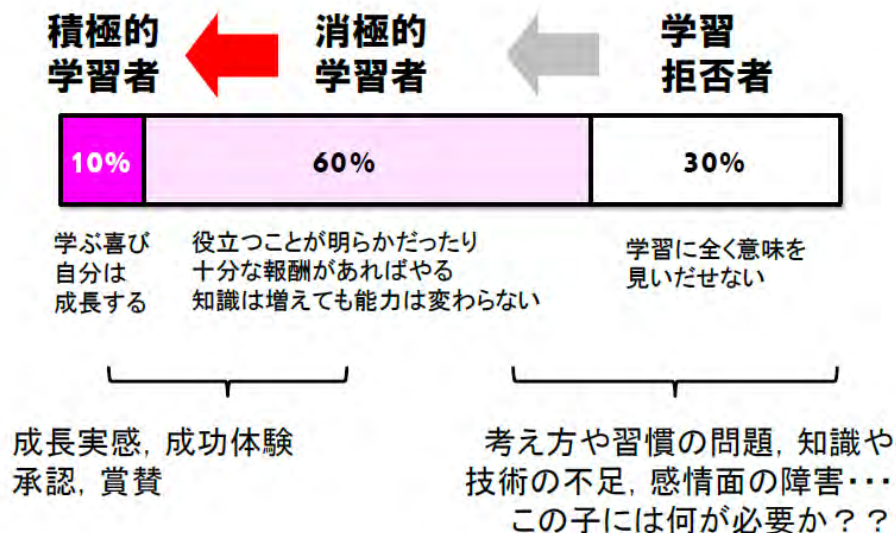 積極的
学習者
消極的
学習者
学習
拒否者
10%
60%
30%
学ぶ喜び
自分は
成長する
役立つことが明らかだったり
十分な報酬があればやる
知識は増えても能力は変わらない
学習に全く意味を
見いだせない
成長実感，成功体験
承認，賞賛
考え方や習慣の問題，知識や
技術の不足，感情面の障害･･･
この子には何が必要か？？